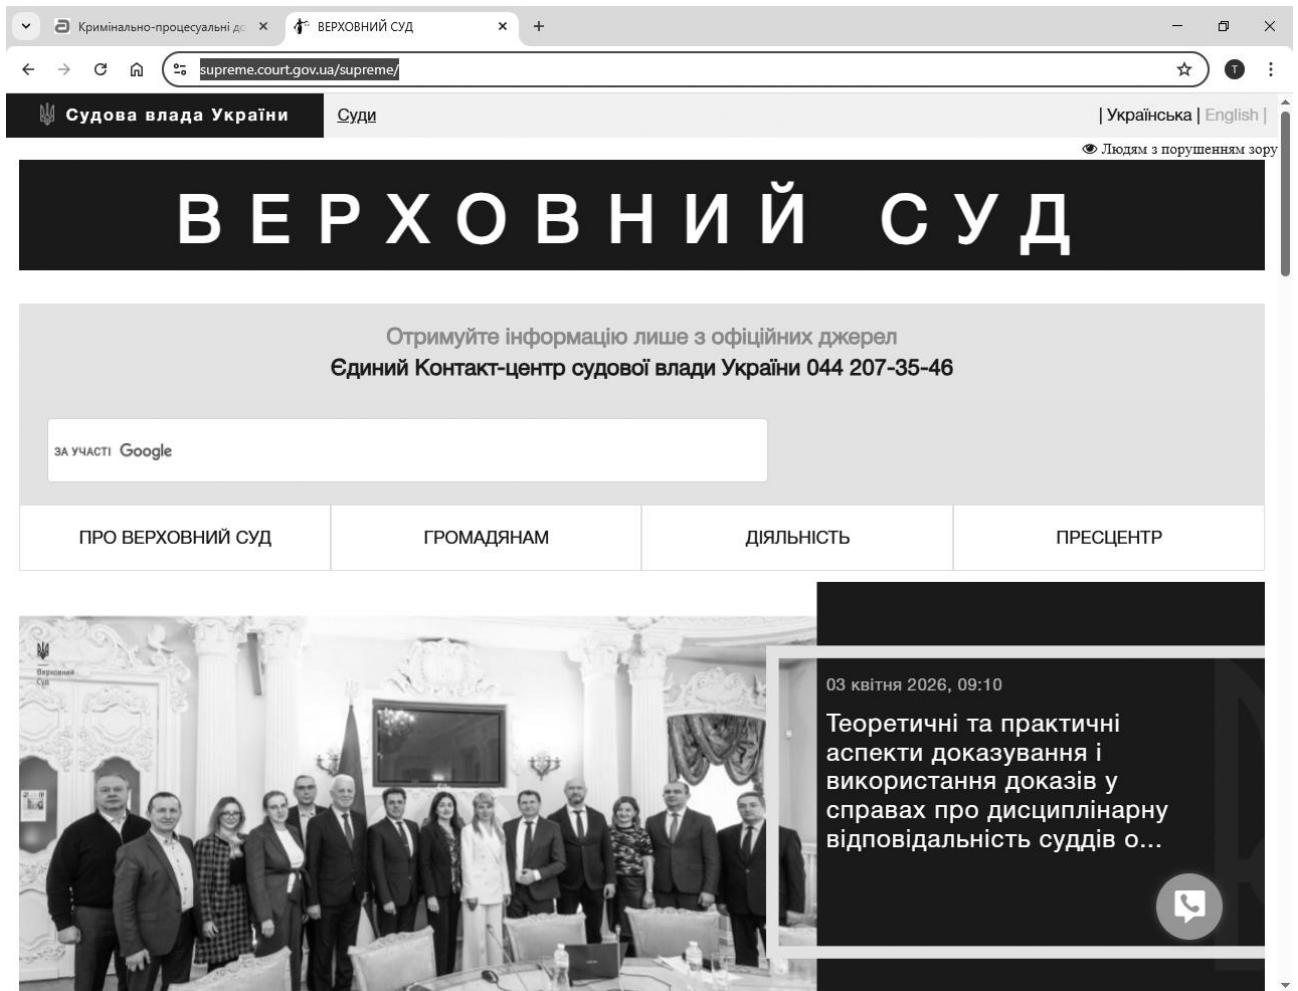 Кримінально-процесуальні до
ВЕРХОВНИЙ СУД
supreme.court.gov.ua/supreme/
T
Судова влада України
Суди
| Українська | English |
Людям з порушенням зору
ВЕРХОВНИЙ СУД
Отримуйте інформацію лише з офіційних джерел
Єдиний Контакт-центр судової влади України 044 207-35-46
ЗА УЧАСТІ Google
ПРО ВЕРХОВНИЙ СУД
ГРОМАДЯНАМ
ДІЯЛЬНІСТЬ
ПРЕСЦЕНТР
Верховний
Суд
03 квітня 2026, 09:10
Теоретичні та практичні
аспекти доказування і
використання доказів у
справах про дисциплінарну
відповідальність суддів о...